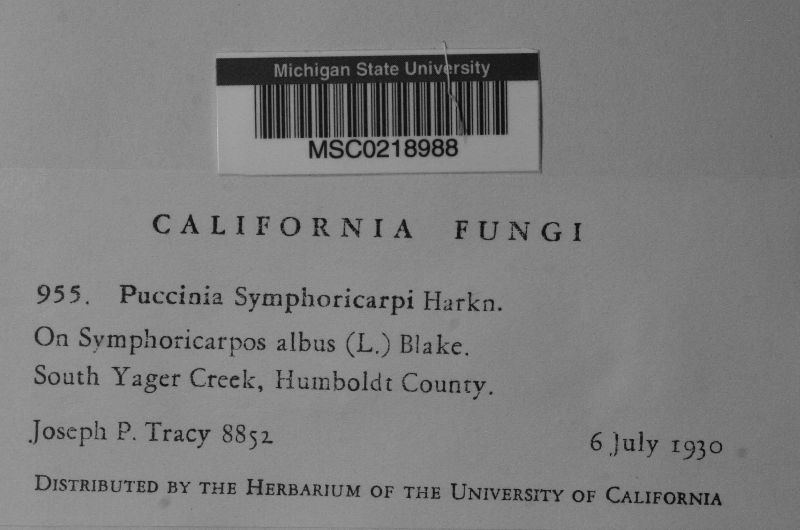 Michigan State University
MSC0218988
CALIFORNIA FUNGI
955. Puccinia Symphoricarpi Harkn.
On Symphoricarpos albus (L.) Blake.
South Yager Creek, Humboldt County.
Joseph P. Tracy 8852 6 July 1930
DISTRIBUTED BY THE HERBARIUM OF THE UNIVERSITY OF CALIFORNIA